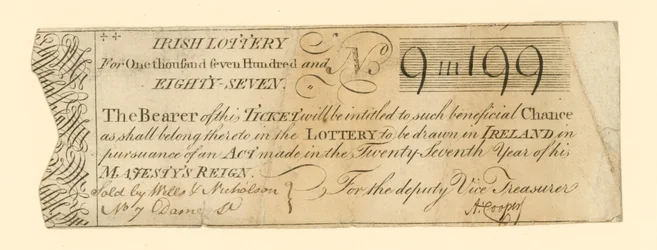 IRISH LOTTERY
For One thousand seven Hundred and
EIGHTY-SEVEN.
No 9 m 199
The Bearer of this TICKET will be intitled to such beneficial Chance
as shall belong thereto in the LOTTERY to be drawn in IRELAND, in
pursuance of an ACT made in the Twenty-Seventh Year of his
MAJESTY'S REIGN.
Sold by Wills & Nicholson
No 7 Dame St
For the deputy Vice Treasurer
A. Cooper